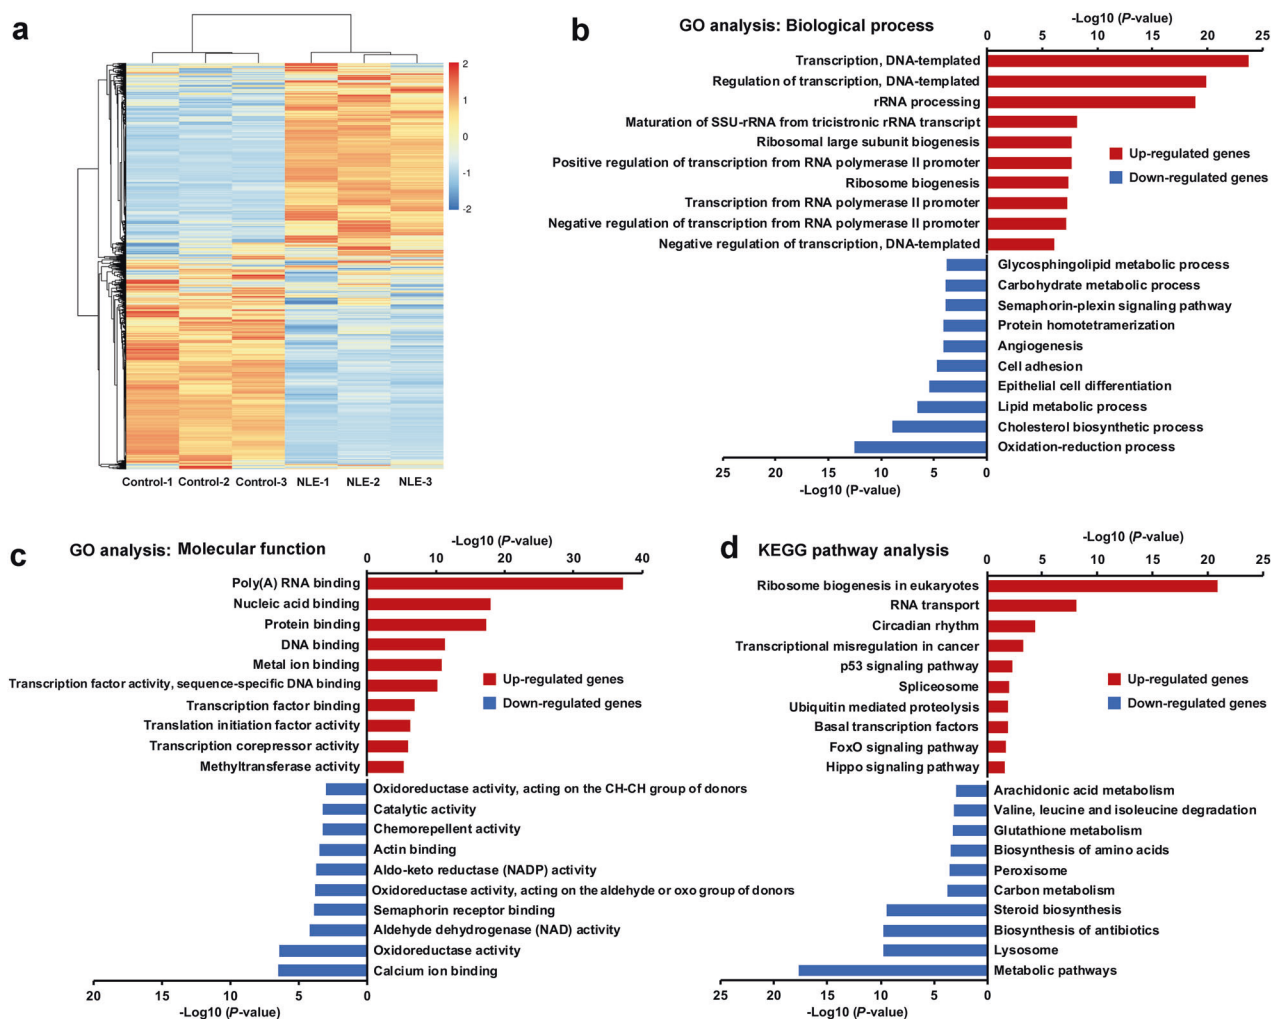 a
2
1
0
-1
-2
Control-1 Control-2 Control-3 NLE-1 NLE-2 NLE-3
b
GO analysis: Biological process
-Log10 (P-value)
0 5 10 15 20 25
Transcription, DNA-templated
Regulation of transcription, DNA-templated
rRNA processing
Maturation of SSU-rRNA from tricistronic rRNA transcript
Ribosomal large subunit biogenesis
Positive regulation of transcription from RNA polymerase II promoter
Ribosome biogenesis
Transcription from RNA polymerase II promoter
Negative regulation of transcription from RNA polymerase II promoter
Negative regulation of transcription, DNA-templated
Up-regulated genes
Down-regulated genes
Glycosphingolipid metabolic process
Carbohydrate metabolic process
Semaphorin-plexin signaling pathway
Protein homotetramerization
Angiogenesis
Cell adhesion
Epithelial cell differentiation
Lipid metabolic process
Cholesterol biosynthetic process
Oxidation-reduction process
25 20 15 10 5 0
-Log10 (P-value)
c
GO analysis: Molecular function
-Log10 (P-value)
0 10 20 30 40
Poly(A) RNA binding
Nucleic acid binding
Protein binding
DNA binding
Metal ion binding
Transcription factor activity, sequence-specific DNA binding
Transcription factor binding
Translation initiation factor activity
Transcription corepressor activity
Methyltransferase activity
Up-regulated genes
Down-regulated genes
Oxidoreductase activity, acting on the CH-CH group of donors
Catalytic activity
Chemorepellent activity
Actin binding
Aldo-keto reductase (NADP) activity
Oxidoreductase activity, acting on the aldehyde or oxo group of donors
Semaphorin receptor binding
Aldehyde dehydrogenase (NAD) activity
Oxidoreductase activity
Calcium ion binding
20 15 10 5 0
-Log10 (P-value)
d
KEGG pathway analysis
-Log10 (P-value)
0 5 10 15 20 25
Ribosome biogenesis in eukaryotes
RNA transport
Circadian rhythm
Transcriptional misregulation in cancer
p53 signaling pathway
Spliceosome
Ubiquitin mediated proteolysis
Basal transcription factors
FoxO signaling pathway
Hippo signaling pathway
Up-regulated genes
Down-regulated genes
Arachidonic acid metabolism
Valine, leucine and isoleucine degradation
Glutathione metabolism
Biosynthesis of amino acids
Peroxisome
Carbon metabolism
Steroid biosynthesis
Biosynthesis of antibiotics
Lysosome
Metabolic pathways
25 20 15 10 5 0
-Log10 (P-value)